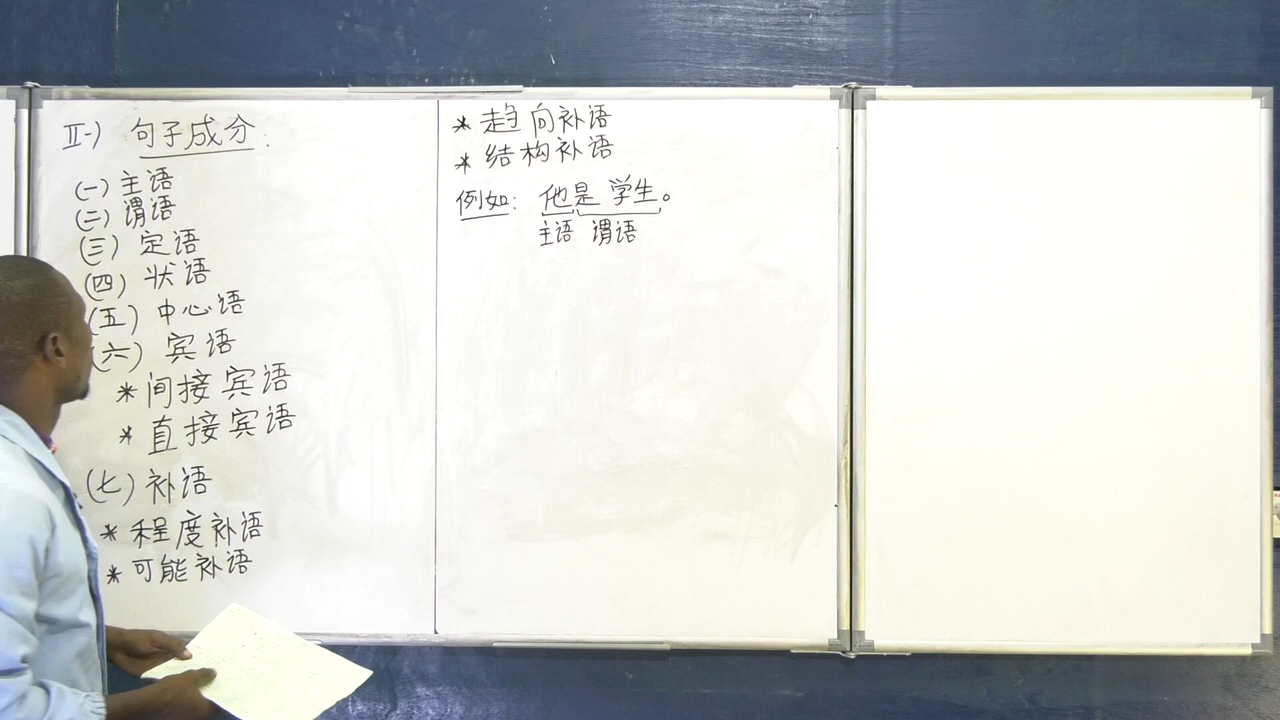 II-) 句子成分:
(一) 主语
(二) 谓语
(三) 定语
(四) 状语
(五) 中心语
(六) 宾语
* 间接宾语
* 直接宾语
(七) 补语
* 程度补语
* 可能补语
* 趋向补语
* 结构补语
例如: 他是 学生。
主语 谓语